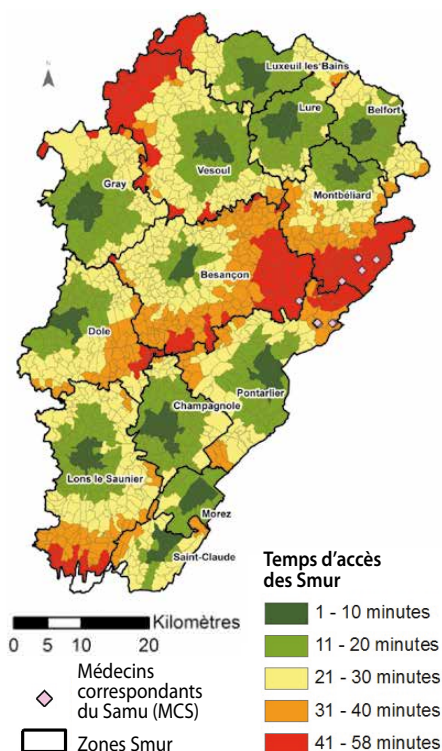 N
Luxeuil les Bains
Lure
Belfort
Vesoul
Gray
Montbéliard
Besançon
Dole
Pontarlier
Champagnole
Lons le Saunier
Morez
Saint-Claude
Kilomètres
0 5 10 20
Médecins
correspondants
du Samu (MCS)
Zones Smur
Temps d’accès
des Smur
1 - 10 minutes
11 - 20 minutes
21 - 30 minutes
31 - 40 minutes
41 - 58 minutes